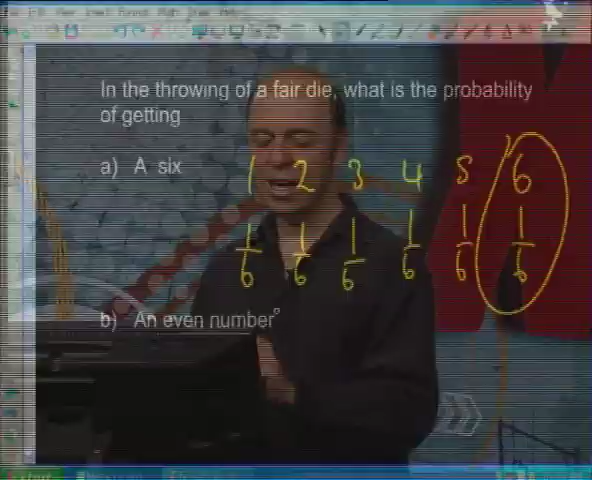 In the throwing of a fair die, what is the probability
of getting
a) A six
1 2 3 4 5 6
1/6 1/6 1/6 1/6 1/6 1/6
b) An even number